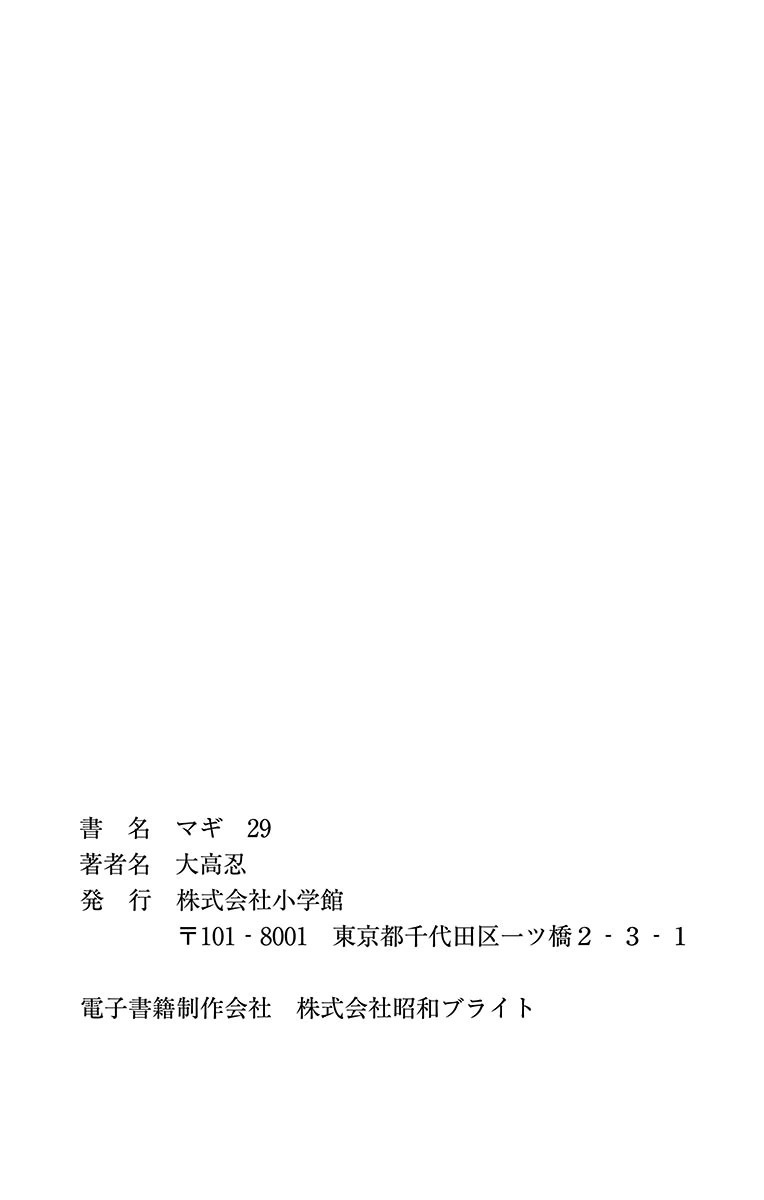 書　名　マギ　29
著者名　大高忍
発　行　株式会社小学館
〒101‐8001　東京都千代田区一ツ橋２‐３‐１
電子書籍制作会社　株式会社昭和ブライト